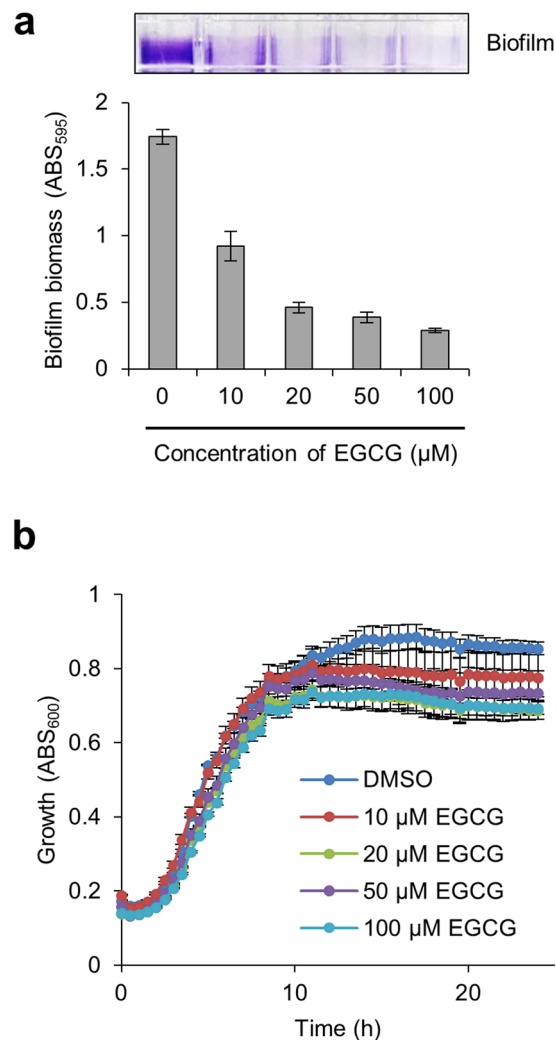 a
Biofilm
Biofilm biomass (ABS₅₉₅)
2
1.5
1
0.5
0
0 10 20 50 100
Concentration of EGCG (µM)
b
Growth (ABS₆₀₀)
1
0.8
0.6
0.4
0.2
0
DMSO
10 µM EGCG
20 µM EGCG
50 µM EGCG
100 µM EGCG
0 10 20
Time (h)